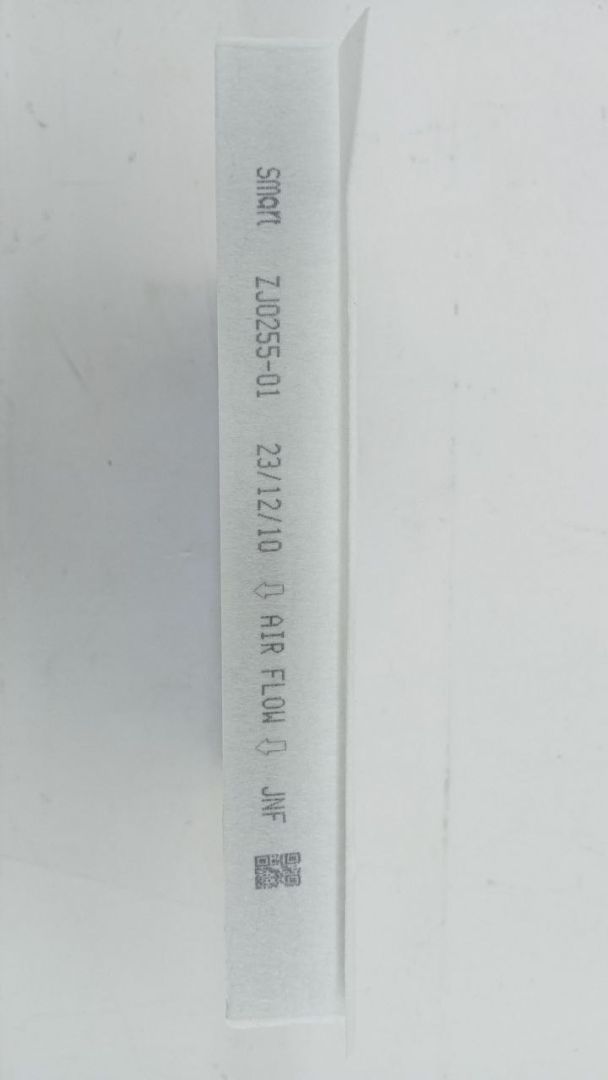 smart ZJ0255-01 23/12/10 ⇩ AIR FLOW ⇩ JNF